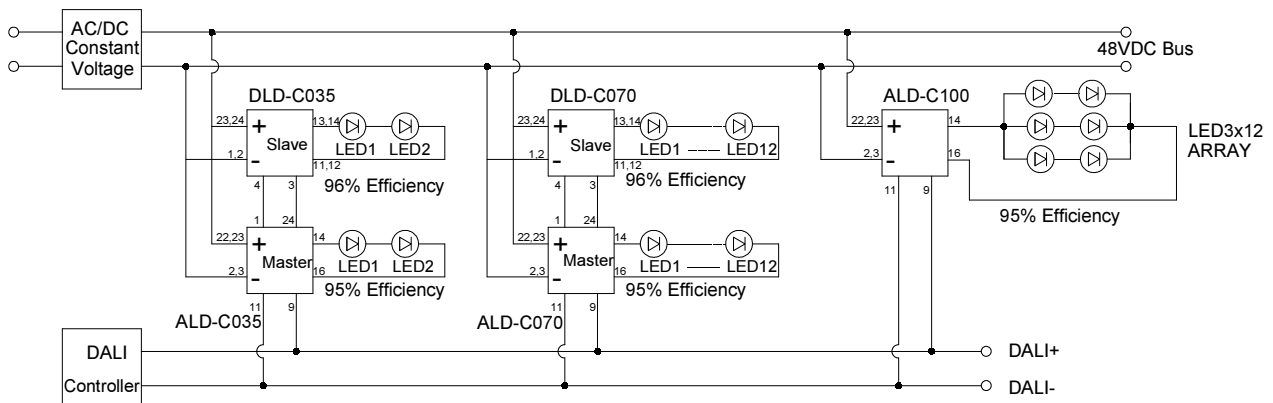 AC/DC
Constant
Voltage
48VDC Bus
DLD-C035
23,24
+
13,14
Slave
LED1
LED2
1,2
-
11,12
4
3
96% Efficiency
1
24
22,23
+
14
Master
LED1
LED2
2,3
-
16
95% Efficiency
11
9
ALD-C035
DLD-C070
23,24
+
13,14
Slave
LED1
LED12
1,2
-
11,12
4
3
96% Efficiency
1
24
22,23
+
14
Master
LED1
LED12
2,3
-
16
95% Efficiency
11
9
ALD-C070
ALD-C100
22,23
+
14
2,3
-
16
11
9
LED3x12
ARRAY
95% Efficiency
DALI
Controller
DALI+
DALI-